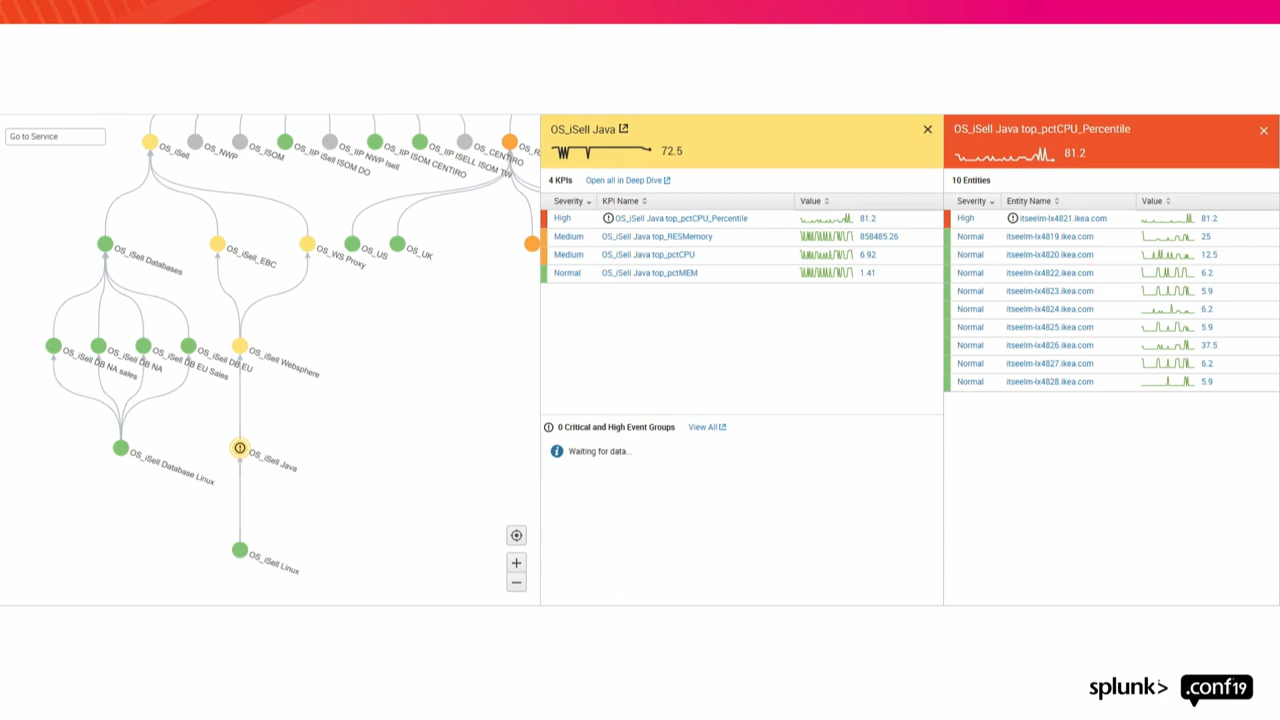 Go to Service
OS_iSell
OS_NWP
OS_ISOM
OS_IIP iSell ISOM DO
OS_IIP NWP Isell
OS_IIP ISOM CENTIRO
OS_IIP ISELL ISOM TW
OS_CENTIRO
OS_iSell Databases
OS_iSell_EBC
OS_WS Proxy
OS_US
OS_UK
OS_iSell DB NA sales
OS_iSell DB NA
OS_iSell DB EU Sales
OS_iSell DB EU
OS_iSell Websphere
OS_iSell Database Linux
OS_iSell Java
OS_iSell Linux
+
−
OS_iSell Java
72.5
4 KPIs Open all in Deep Dive
Severity KPI Name Value
High OS_iSell Java top_pctCPU_Percentile 81.2
Medium OS_iSell Java top_RESMemory 858485.26
Medium OS_iSell Java top_pctCPU 6.92
Normal OS_iSell Java top_pctMEM 1.41
0 Critical and High Event Groups View All
Waiting for data...
OS_iSell Java top_pctCPU_Percentile
81.2
10 Entities
Severity Entity Name Value
High itseelm-lx4821.ikea.com 81.2
Normal itseelm-lx4819.ikea.com 25
Normal itseelm-lx4820.ikea.com 12.5
Normal itseelm-lx4822.ikea.com 6.2
Normal itseelm-lx4823.ikea.com 5.9
Normal itseelm-lx4824.ikea.com 6.2
Normal itseelm-lx4825.ikea.com 5.9
Normal itseelm-lx4826.ikea.com 37.5
Normal itseelm-lx4827.ikea.com 6.2
Normal itseelm-lx4828.ikea.com 5.9
splunk> .conf19